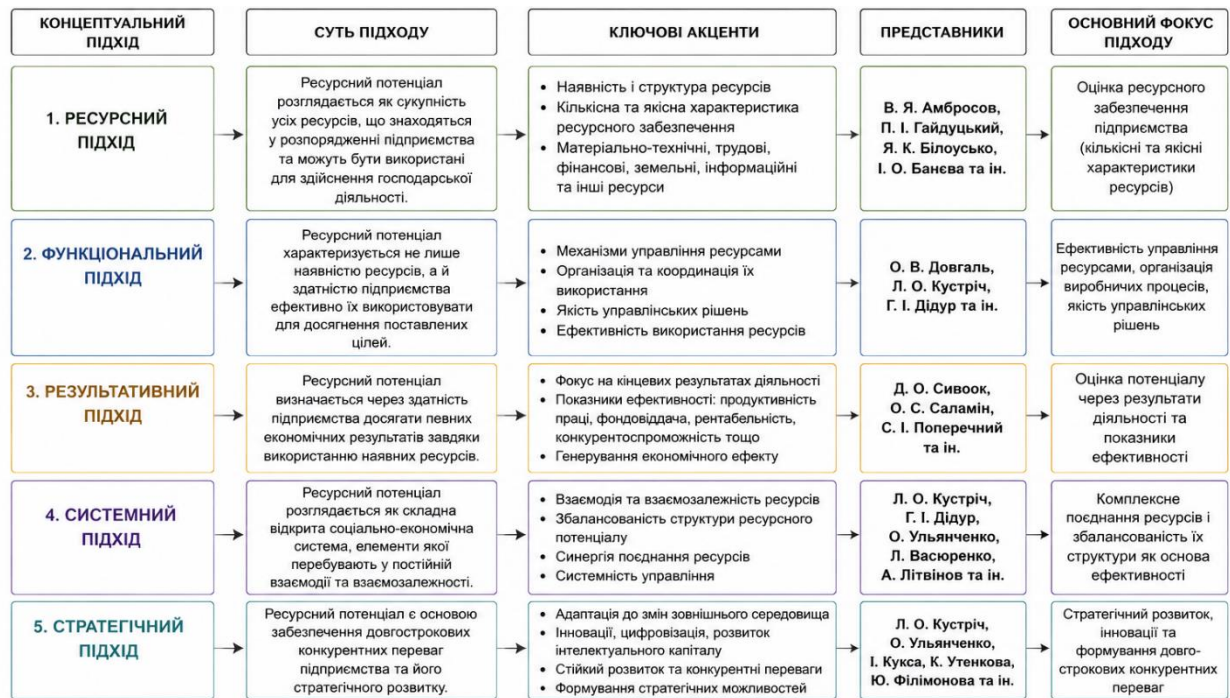 КОНЦЕПТУАЛЬНИЙ
ПІДХІД
СУТЬ ПІДХОДУ
КЛЮЧОВІ АКЦЕНТИ
ПРЕДСТАВНИКИ
ОСНОВНИЙ ФОКУС
ПІДХОДУ
1. РЕСУРСНИЙ
ПІДХІД
Ресурсний потенціал
розглядається як сукупність
усіх ресурсів, що знаходяться
у розпорядженні підприємства
та можуть бути використані
для здійснення господарської
діяльності.
• Наявність і структура ресурсів
• Кількісна та якісна характеристика
ресурсного забезпечення
• Матеріально-технічні, трудові,
фінансові, земельні, інформаційні
та інші ресурси
В. Я. Амбросов,
П. І. Гайдуцький,
Я. К. Білоусько,
І. О. Банєва та ін.
Оцінка ресурсного
забезпечення
підприємства
(кількісні та якісні
характеристики
ресурсів)
2. ФУНКЦІОНАЛЬНИЙ
ПІДХІД
Ресурсний потенціал
характеризується не лише
наявністю ресурсів, а й
здатністю підприємства
ефективно їх використовувати
для досягнення поставлених
цілей.
• Механізми управління ресурсами
• Організація та координація їх
використання
• Якість управлінських рішень
• Ефективність використання ресурсів
О. В. Довгаль,
Л. О. Кустріч,
Г. І. Дідур та ін.
Ефективність управління
ресурсами, організація
виробничих процесів,
якість управлінських
рішень
3. РЕЗУЛЬТАТИВНИЙ
ПІДХІД
Ресурсний потенціал
визначається через здатність
підприємства досягати певних
економічних результатів завдяки
використанню наявних ресурсів.
• Фокус на кінцевих результатах діяльності
• Показники ефективності: продуктивність
праці, фондовіддача, рентабельність,
конкурентоспроможність тощо
• Генерування економічного ефекту
Д. О. Сивоок,
О. С. Саламін,
С. І. Поперечний
та ін.
Оцінка потенціалу
через результати
діяльності та
показники
ефективності
4. СИСТЕМНИЙ
ПІДХІД
Ресурсний потенціал
розглядається як складна
відкрита соціально-економічна
система, елементи якої
перебувають у постійній
взаємодії та взаємозалежності.
• Взаємодія та взаємозалежність ресурсів
• Збалансованість структури ресурсного
потенціалу
• Синергія поєднання ресурсів
• Системність управління
Л. О. Кустріч,
Г. І. Дідур,
О. Ульянченко,
Л. Васюренко,
А. Літвінов та ін.
Комплексне
поєднання ресурсів і
збалансованість їх
структури як основа
ефективності
5. СТРАТЕГІЧНИЙ
ПІДХІД
Ресурсний потенціал є основою
забезпечення довгострокових
конкурентних переваг
підприємства та його
стратегічного розвитку.
• Адаптація до змін зовнішнього середовища
• Інновації, цифровізація, розвиток
інтелектуального капіталу
• Стійкий розвиток та конкурентні переваги
• Формування стратегічних можливостей
Л. О. Кустріч,
О. Ульянченко,
І. Кукса, К. Утенкова,
Ю. Філімонова та ін.
Стратегічний розвиток,
інновації та
формування довго-
строкових конкурентних
переваг